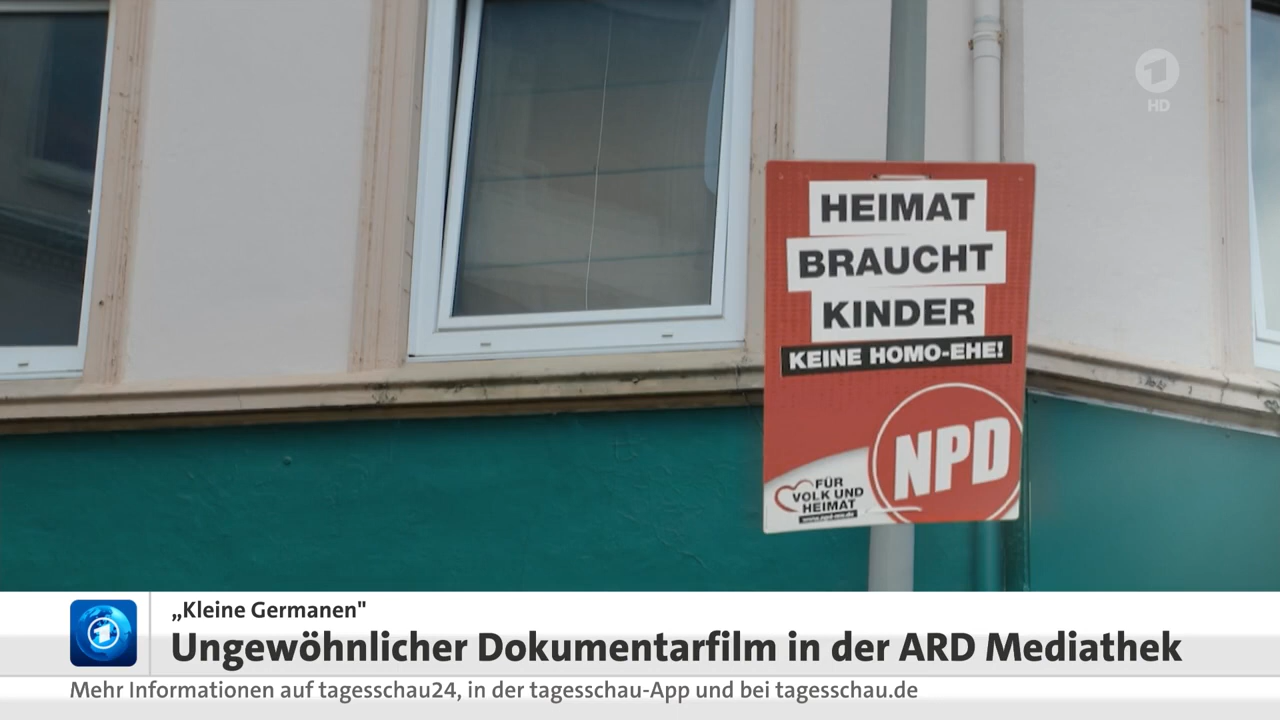 1
HD
HEIMAT
BRAUCHT
KINDER
KEINE HOMO-EHE!
NPD
FÜR
VOLK UND
HEIMAT
„Kleine Germanen"
Ungewöhnlicher Dokumentarfilm in der ARD Mediathek
Mehr Informationen auf tagesschau24, in der tagesschau-App und bei tagesschau.de